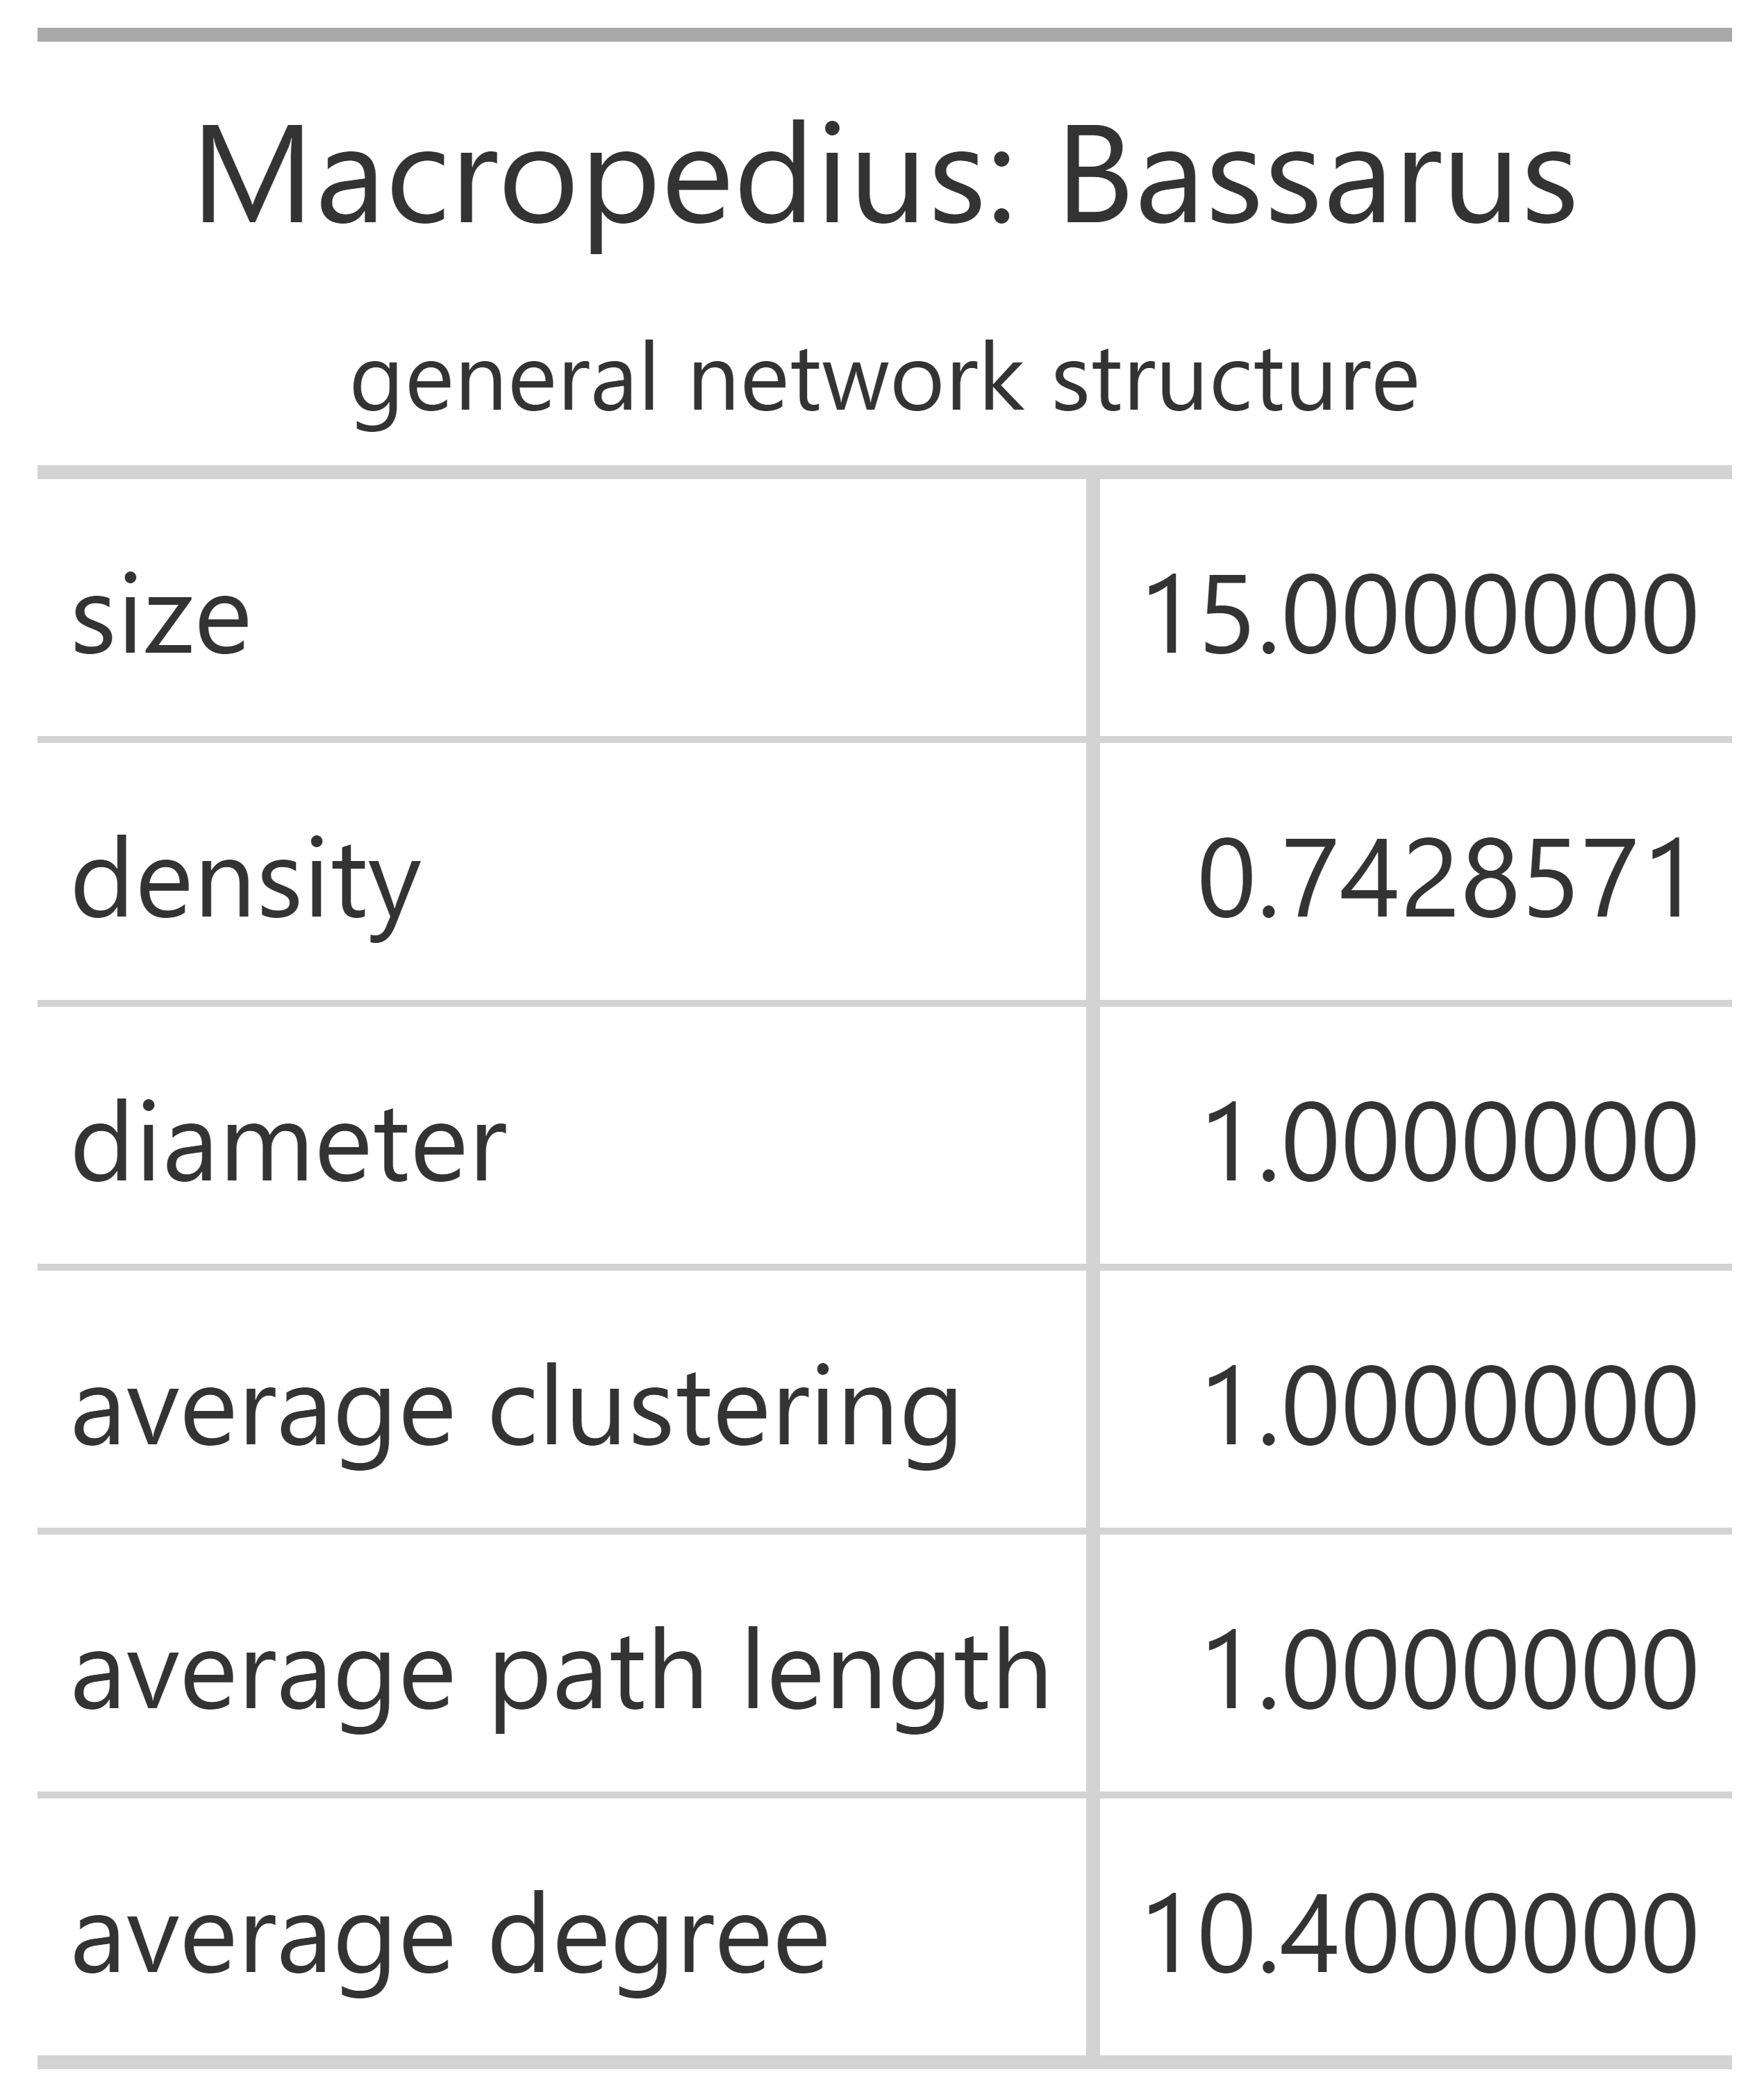 Macropedius: Bassarus
general network structure
size 15.0000000
density 0.7428571
diameter 1.0000000
average clustering 1.0000000
average path length 1.0000000
average degree 10.4000000